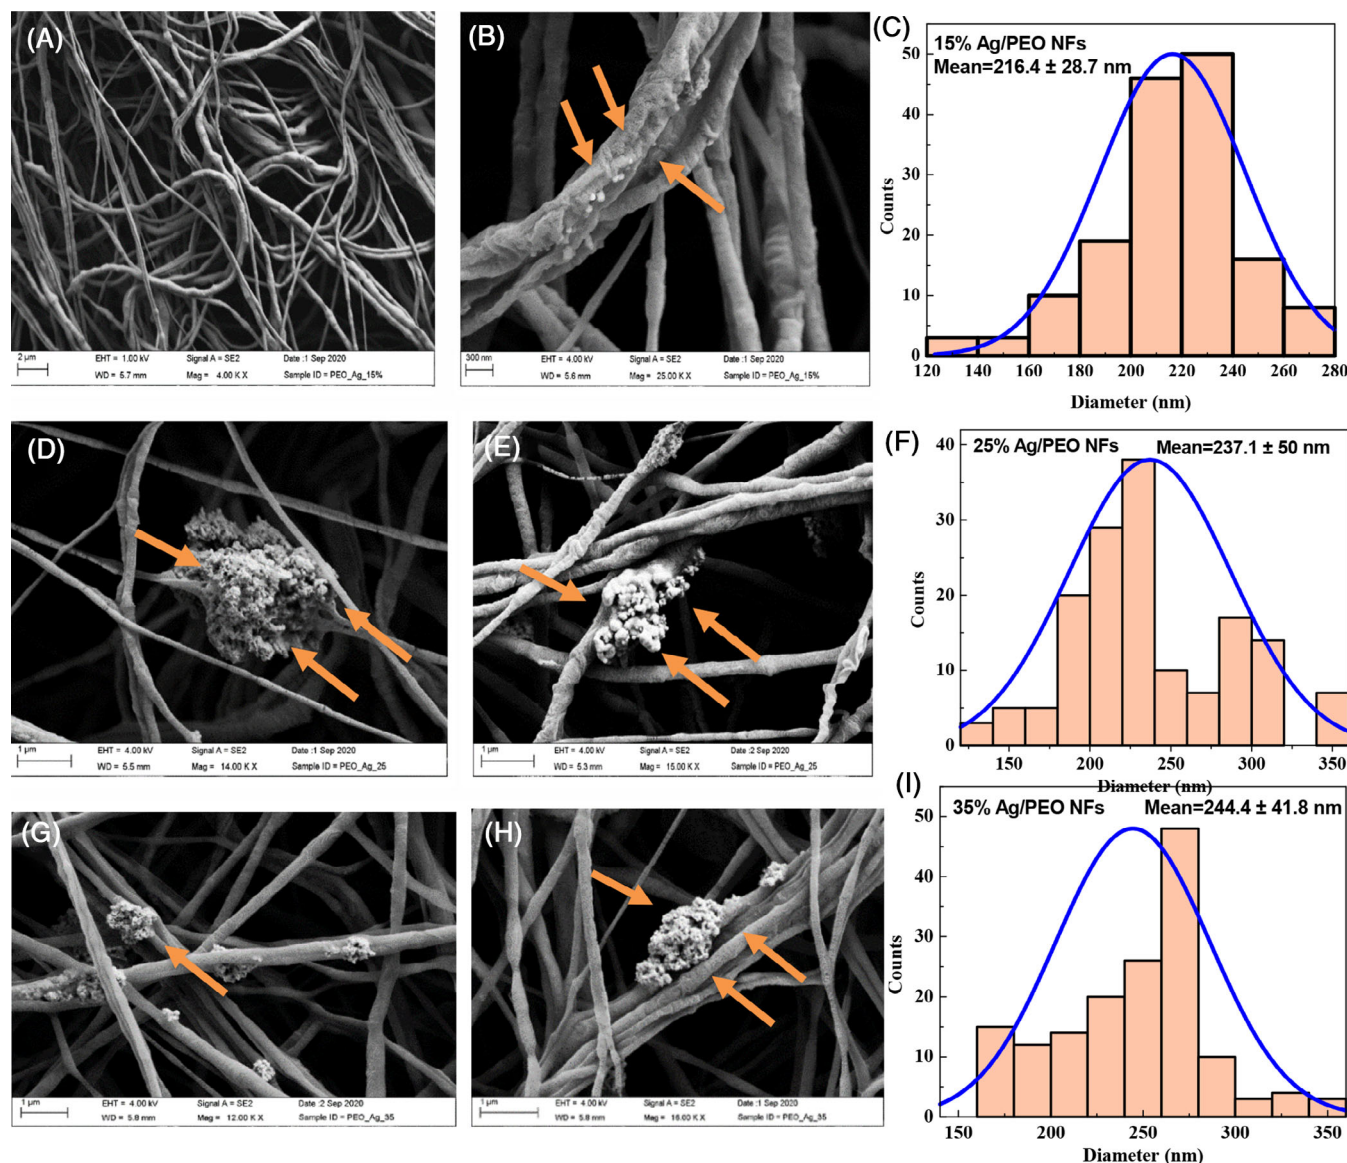 (A)
2 µm
EHT = 1.00 kV
Signal A = SE2
Date :1 Sep 2020
WD = 5.7 mm
Mag = 4.00 K X
Sample ID = PEO_Ag_15%
(B)
300 nm
EHT = 4.00 kV
Signal A = SE2
Date :1 Sep 2020
WD = 5.6 mm
Mag = 25.00 K X
Sample ID = PEO_Ag_15%
(C)
15% Ag/PEO NFs
Mean=216.4 ± 28.7 nm
50
40
30
20
10
0
Counts
120 140 160 180 200 220 240 260 280
Diameter (nm)
(D)
1 µm
EHT = 4.00 kV
Signal A = SE2
Date :1 Sep 2020
WD = 5.5 mm
Mag = 14.00 K X
Sample ID = PEO_Ag_25
(E)
1 µm
EHT = 4.00 kV
Signal A = SE2
Date :2 Sep 2020
WD = 5.3 mm
Mag = 15.00 K X
Sample ID = PEO_Ag_25
(F)
25% Ag/PEO NFs
Mean=237.1 ± 50 nm
40
30
20
10
0
Counts
150 200 250 300 350
Diameter (nm)
(G)
1 µm
EHT = 4.00 kV
Signal A = SE2
Date :2 Sep 2020
WD = 5.8 mm
Mag = 12.00 K X
Sample ID = PEO_Ag_35
(H)
1 µm
EHT = 4.00 kV
Signal A = SE2
Date :1 Sep 2020
WD = 5.8 mm
Mag = 16.00 K X
Sample ID = PEO_Ag_35
(I)
35% Ag/PEO NFs
Mean=244.4 ± 41.8 nm
50
40
30
20
10
0
Counts
150 200 250 300 350
Diameter (nm)